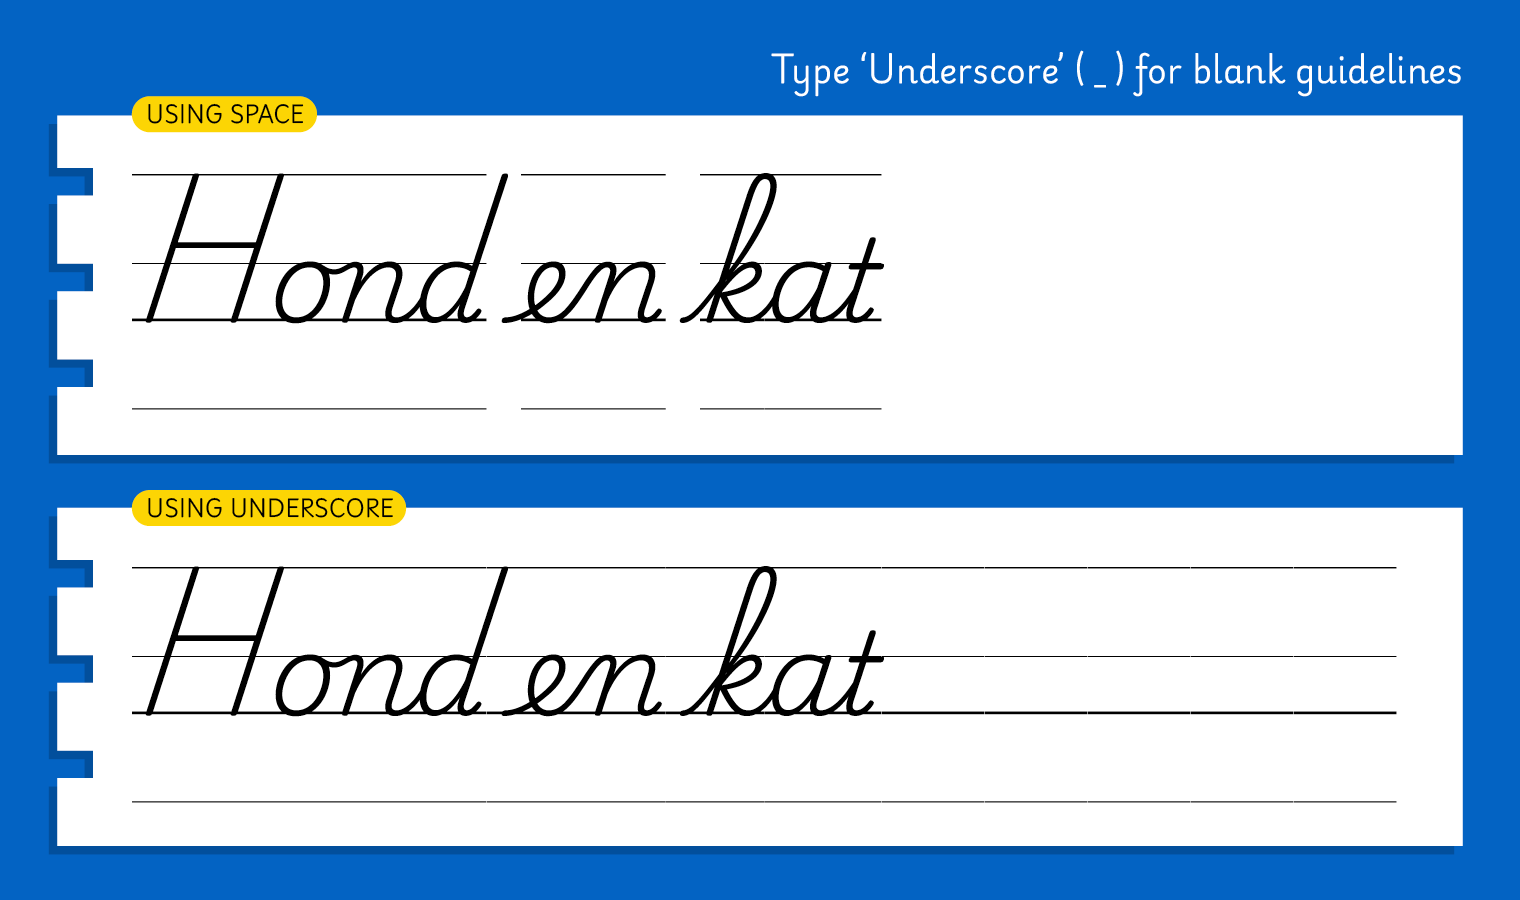 Type ‘Underscore’ ( _ ) for blank guidelines
USING SPACE
Hond en kat
USING UNDERSCORE
Hond en kat